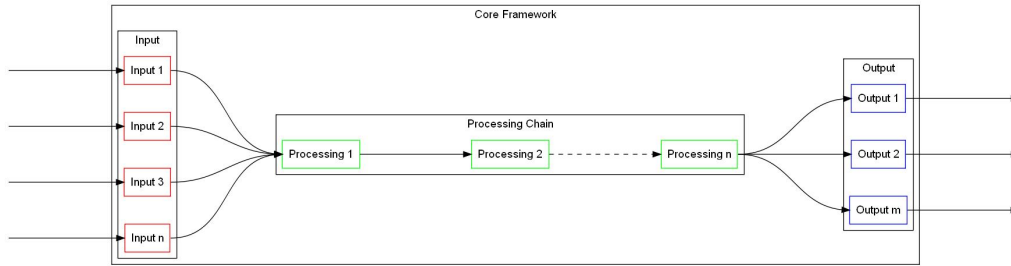 Core Framework
Input
Input 1
Input 2
Input 3
Input n
Processing Chain
Processing 1
Processing 2
Processing n
Output
Output 1
Output 2
Output m